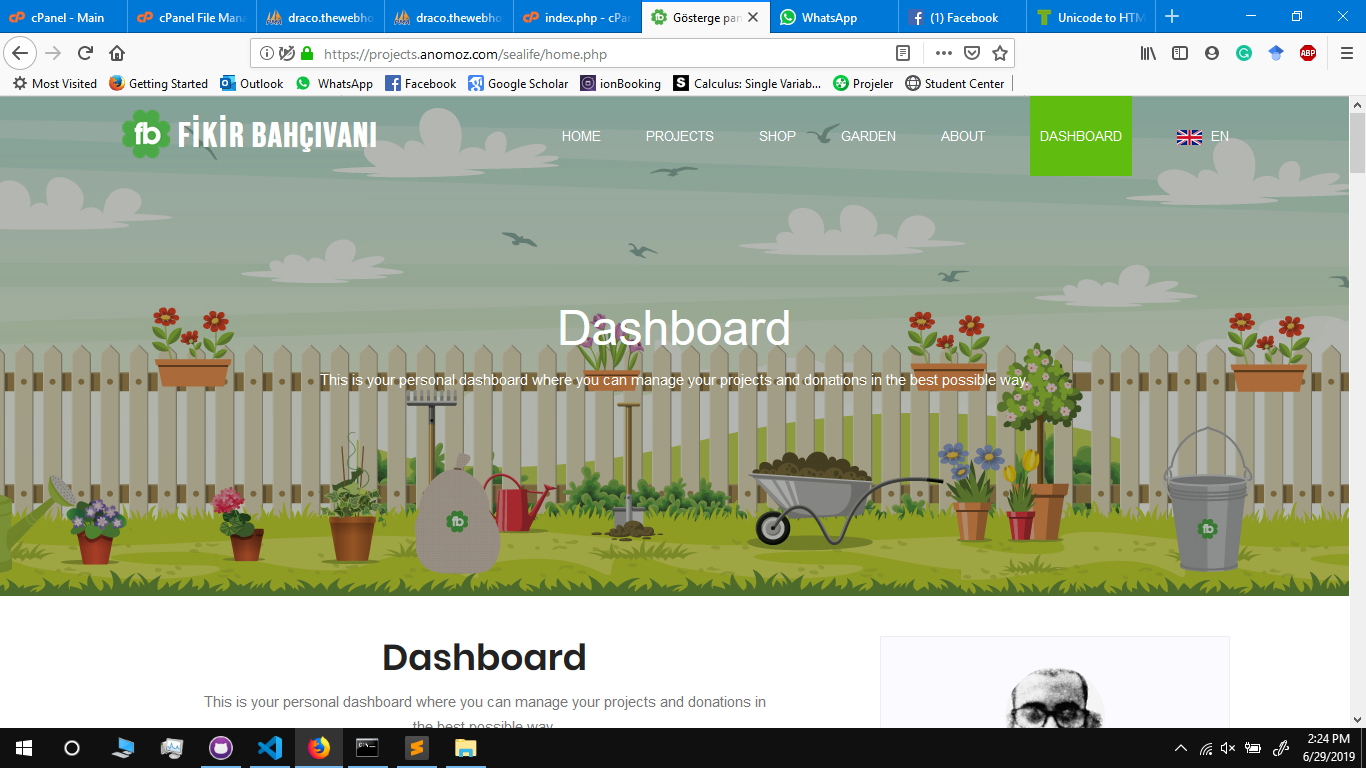 cPanel - Main
cPanel File Mana
draco.thewebho
draco.thewebho
index.php - cPa
Gösterge pan
WhatsApp
(1) Facebook
Unicode to HTM
https://projects.anomoz.com/sealife/home.php
ABP
Most Visited
Getting Started
Outlook
WhatsApp
Facebook
Google Scholar
ionBooking
Calculus: Single Variab...
Projeler
Student Center
fb FİKİR BAHÇIVANI
HOME
PROJECTS
SHOP
GARDEN
ABOUT
DASHBOARD
EN
Dashboard
This is your personal dashboard where you can manage your projects and donations in the best possible way.
fb
fb
Dashboard
This is your personal dashboard where you can manage your projects and donations in
the best possible way.
2:24 PM
6/29/2019